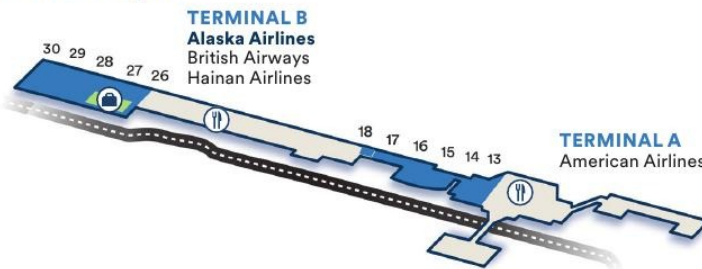 TERMINAL B
Alaska Airlines
British Airways
Hainan Airlines
30 29 28 27 26
18 17 16 15 14 13
TERMINAL A
American Airlines